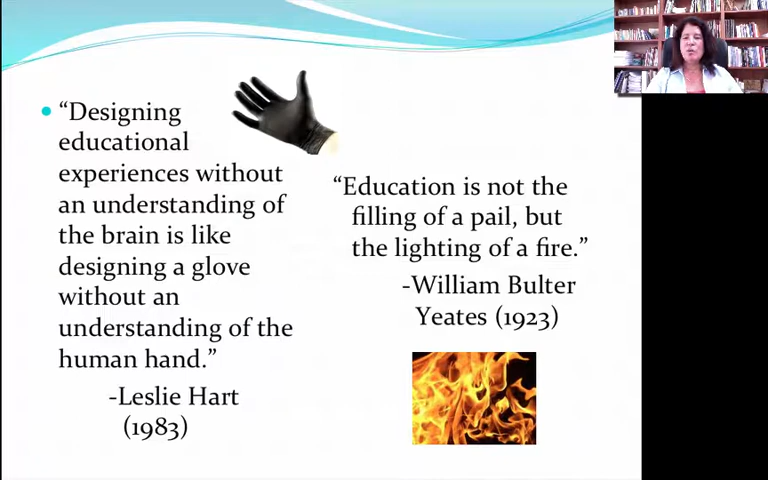 “Designing
educational
experiences without
an understanding of
the brain is like
designing a glove
without an
understanding of the
human hand.”
-Leslie Hart
(1983)
“Education is not the
filling of a pail, but
the lighting of a fire.”
-William Bulter
Yeates (1923)